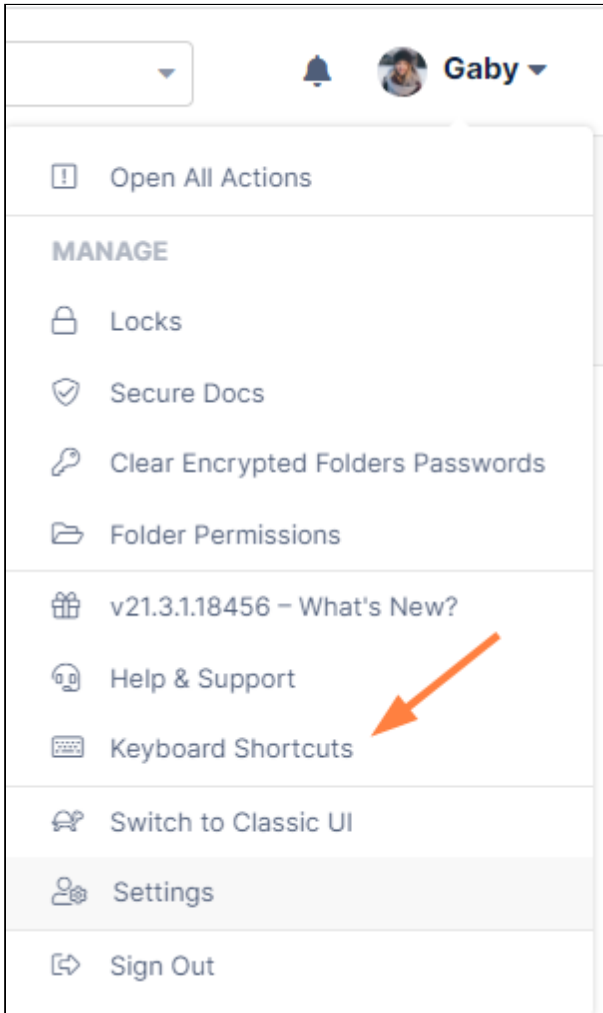 Gaby
Open All Actions
MANAGE
Locks
Secure Docs
Clear Encrypted Folders Passwords
Folder Permissions
v21.3.1.18456 – What's New?
Help & Support
Keyboard Shortcuts
Switch to Classic UI
Settings
Sign Out